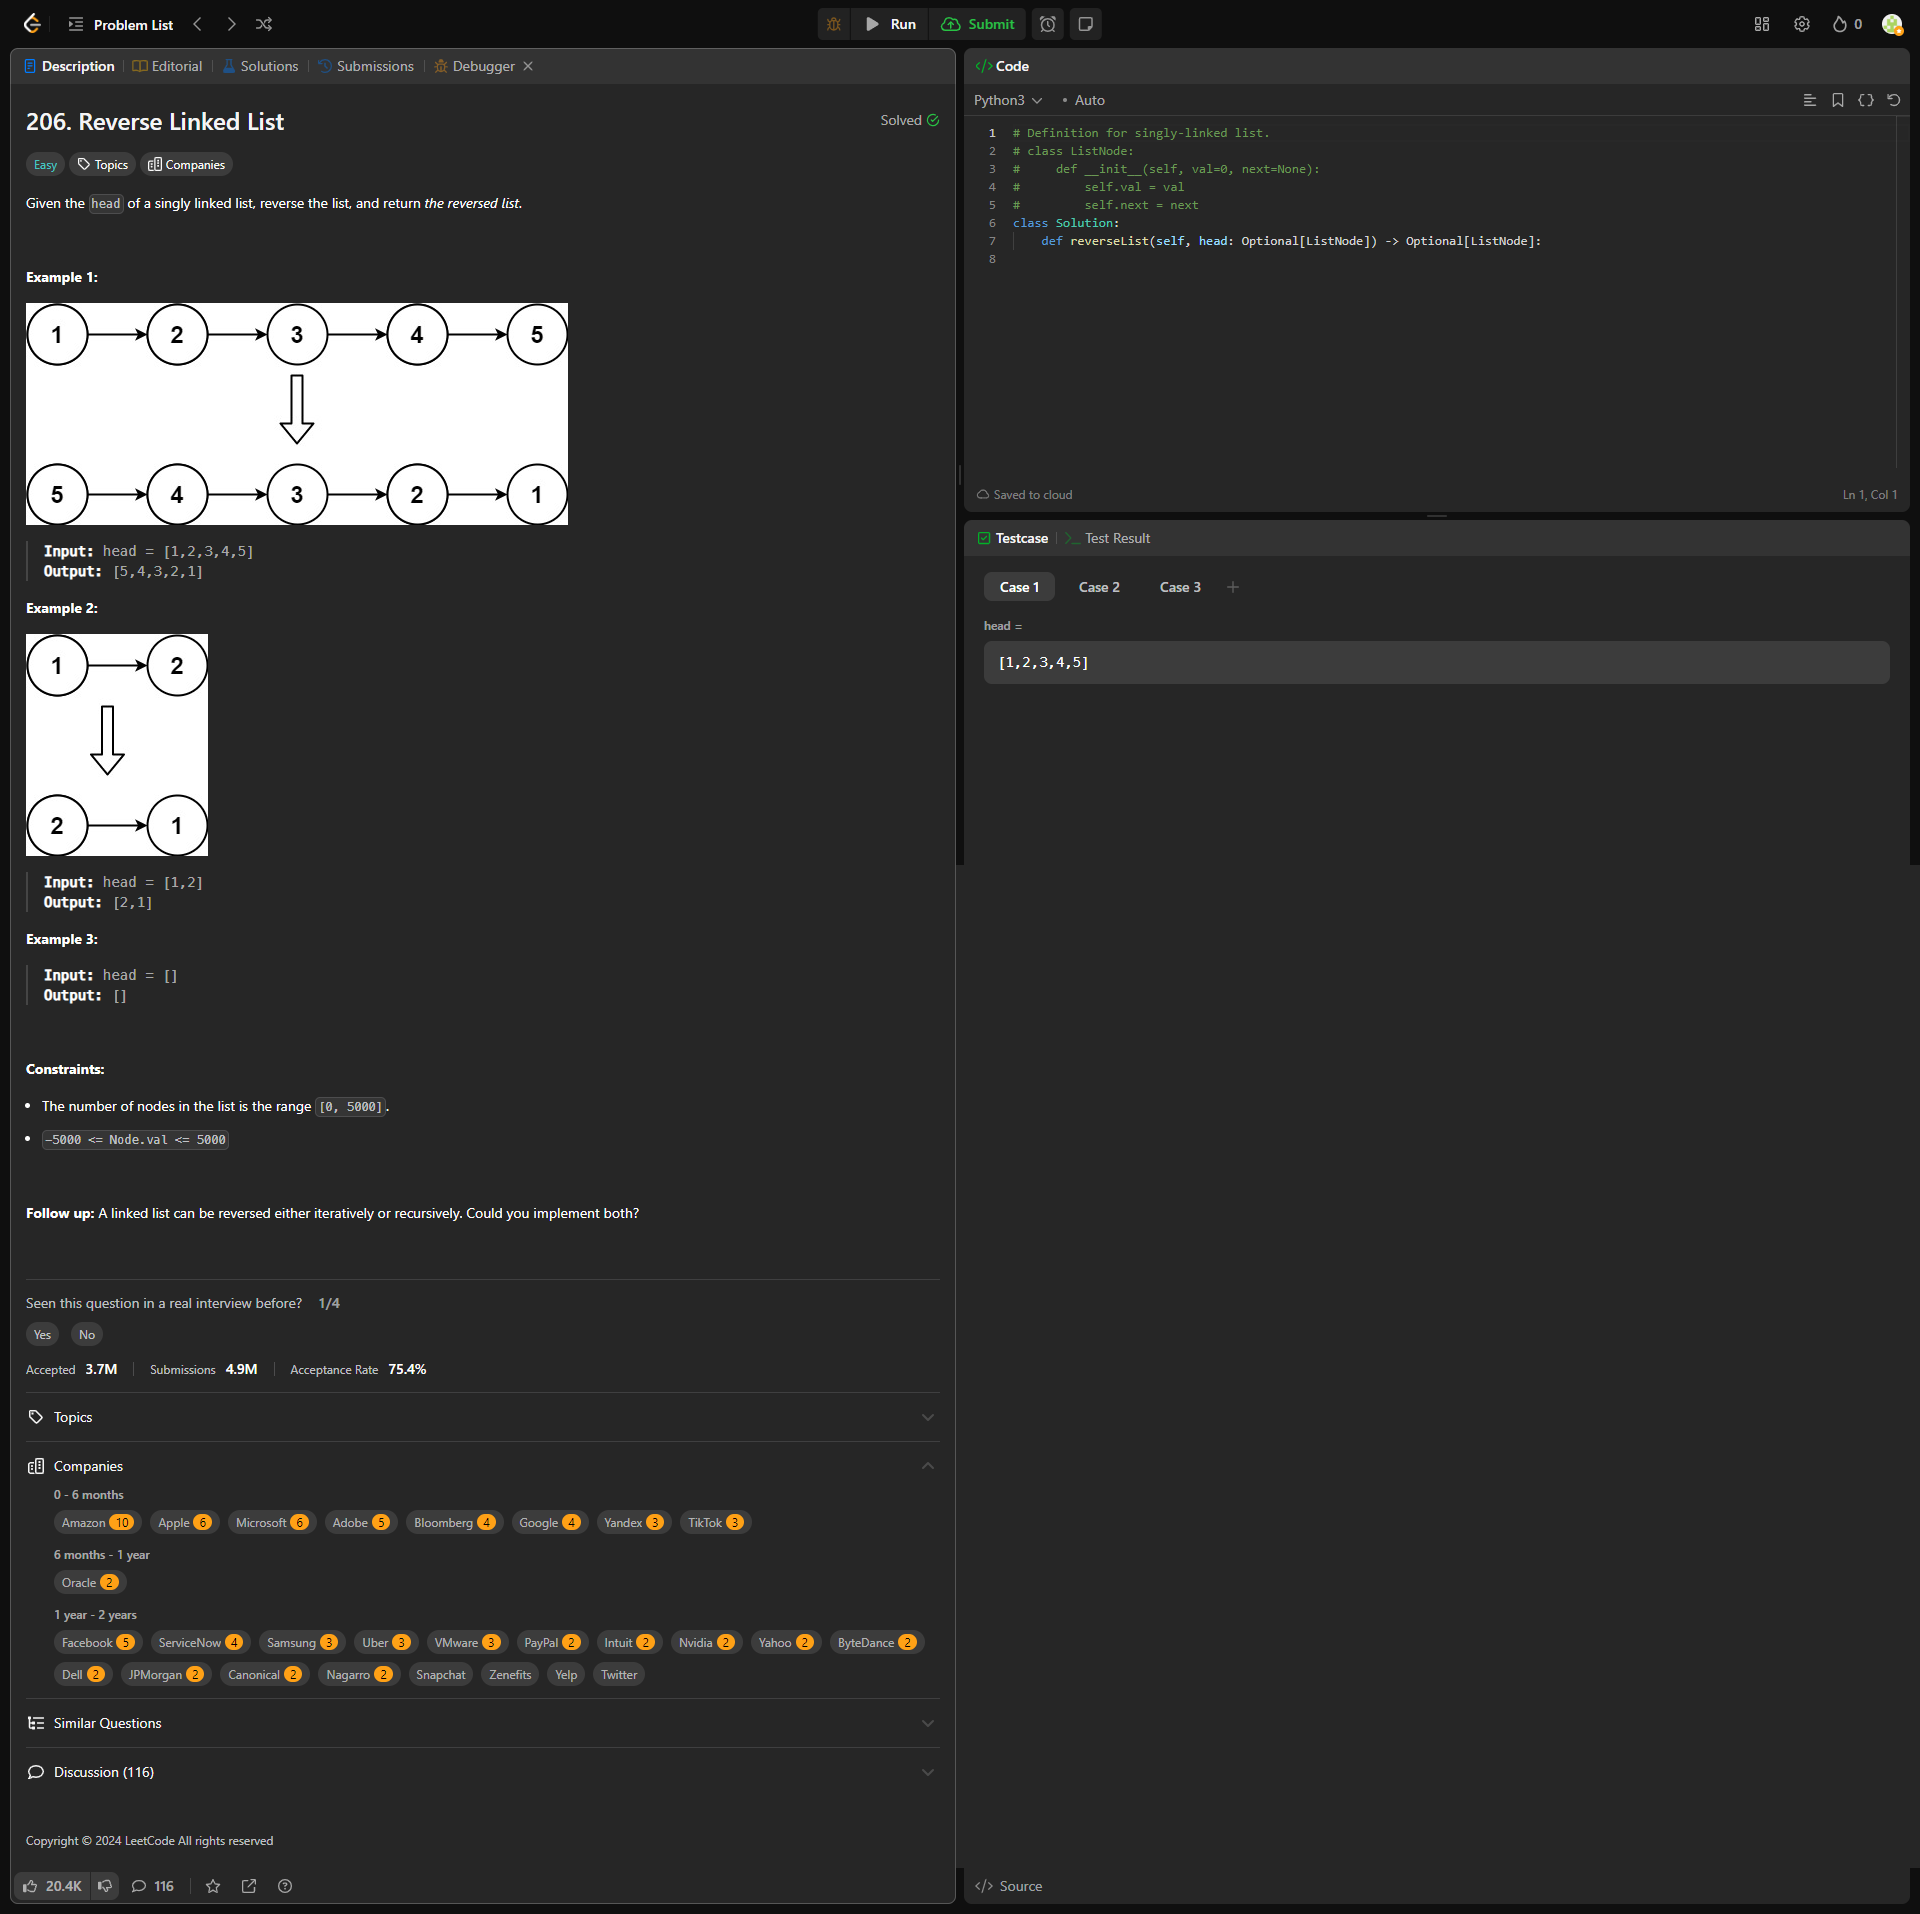 Problem List
Run
Submit
0
Description
Editorial
Solutions
Submissions
Debugger
206. Reverse Linked List
Solved
Easy
Topics
Companies
Given the head of a singly linked list, reverse the list, and return the reversed list.
Example 1:
1 2 3 4 5
5 4 3 2 1
Input: head = [1,2,3,4,5]
Output: [5,4,3,2,1]
Example 2:
1 2
2 1
Input: head = [1,2]
Output: [2,1]
Example 3:
Input: head = []
Output: []
Constraints:
• The number of nodes in the list is the range [0, 5000].
• -5000 <= Node.val <= 5000
Follow up: A linked list can be reversed either iteratively or recursively. Could you implement both?
Seen this question in a real interview before? 1/4
Yes No
Accepted 3.7M Submissions 4.9M Acceptance Rate 75.4%
Topics
Companies
0 - 6 months
Amazon 10 Apple 6 Microsoft 6 Adobe 5 Bloomberg 4 Google 4 Yandex 3 TikTok 3
6 months - 1 year
Oracle 2
1 year - 2 years
Facebook 5 ServiceNow 4 Samsung 3 Uber 3 VMware 3 PayPal 2 Intuit 2 Nvidia 2 Yahoo 2 ByteDance 2
Dell 2 JPMorgan 2 Canonical 2 Nagarro 2 Snapchat Zenefits Yelp Twitter
Similar Questions
Discussion (116)
Copyright © 2024 LeetCode All rights reserved
20.4K 116
</> Code
Python3 • Auto
1 # Definition for singly-linked list.
2 # class ListNode:
3 #     def __init__(self, val=0, next=None):
4 #         self.val = val
5 #         self.next = next
6 class Solution:
7     def reverseList(self, head: Optional[ListNode]) -> Optional[ListNode]:
8
Saved to cloud
Ln 1, Col 1
Testcase
>_ Test Result
Case 1 Case 2 Case 3 +
head =
[1,2,3,4,5]
</> Source